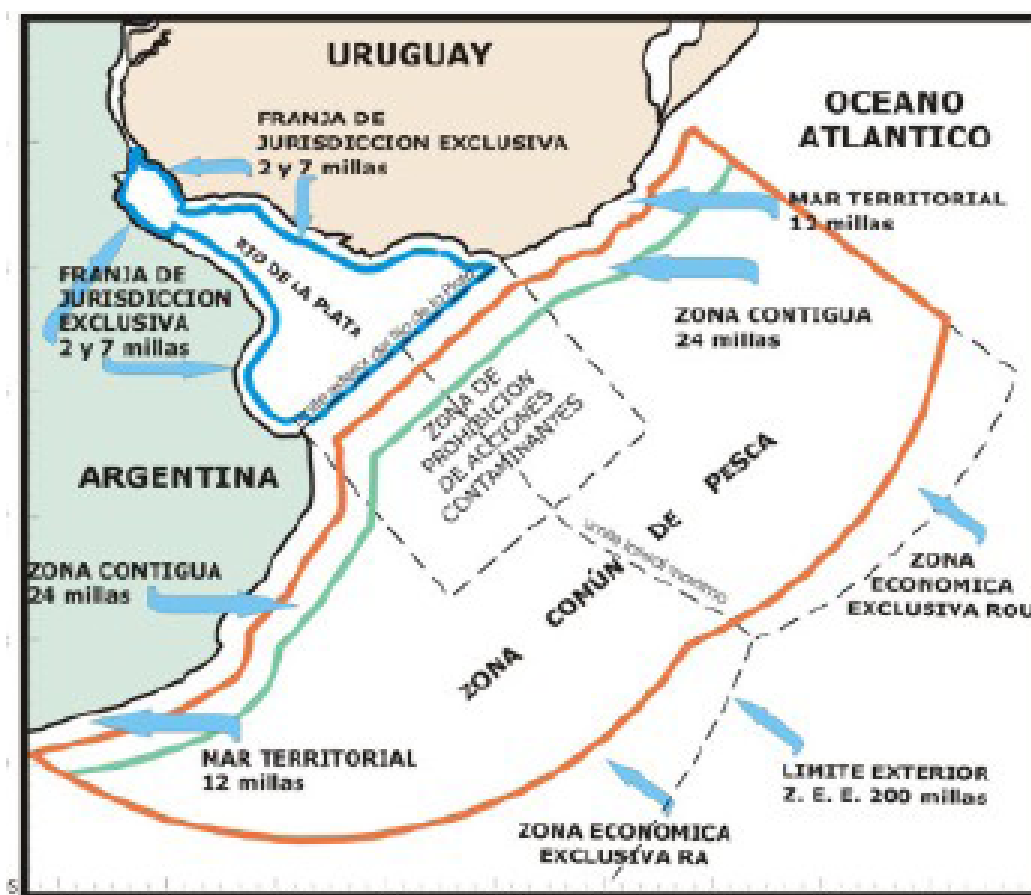 URUGUAY
OCEANO
ATLANTICO
FRANJA DE
JURISDICCION EXCLUSIVA
2 y 7 millas
MAR TERRITORIAL
12 millas
RIO DE LA PLATA
FRANJA DE
JURISDICCION
EXCLUSIVA
2 y 7 millas
ZONA CONTIGUA
24 millas
ZONA DE
PROHIBICION
DE ACCIONES
CONTAMINANTES
ARGENTINA
ZONA COMÚN DE PESCA
ZONA CONTIGUA
24 millas
ZONA
ECONOMICA
EXCLUSIVA ROU
MAR TERRITORIAL
12 millas
LIMITE EXTERIOR
Z. E. E. 200 millas
ZONA ECONOMICA
EXCLUSIVA RA
S